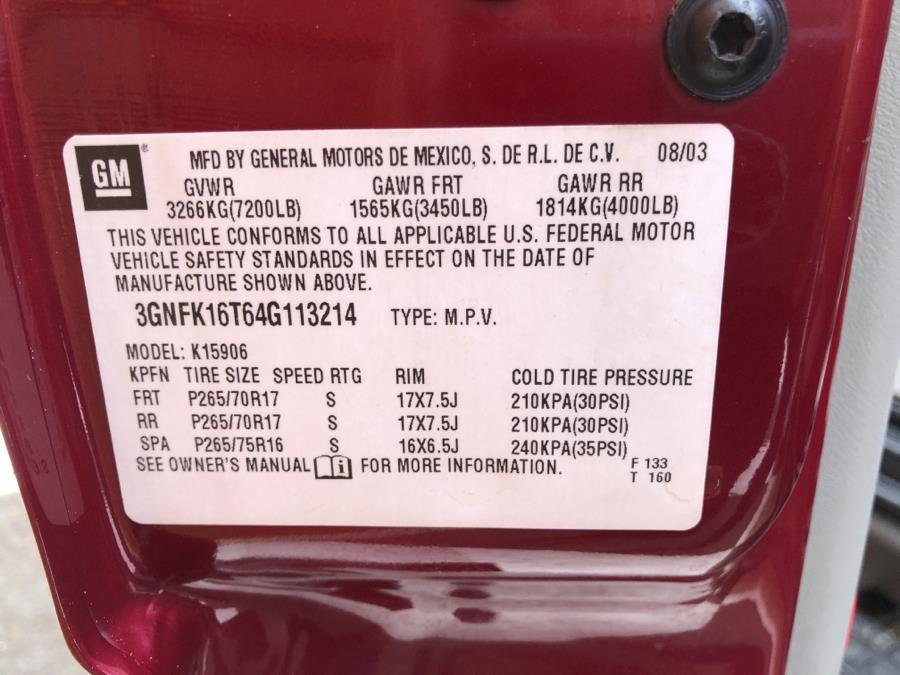 GM® MFD BY GENERAL MOTORS DE MEXICO, S. DE R.L. DE C.V. 08/03
GVWR GAWR FRT GAWR RR
3266KG(7200LB) 1565KG(3450LB) 1814KG(4000LB)
THIS VEHICLE CONFORMS TO ALL APPLICABLE U.S. FEDERAL MOTOR
VEHICLE SAFETY STANDARDS IN EFFECT ON THE DATE OF
MANUFACTURE SHOWN ABOVE.
3GNFK16T64G113214 TYPE: M.P.V.
MODEL: K15906
KPFN TIRE SIZE SPEED RTG RIM COLD TIRE PRESSURE
FRT P265/70R17 S 17X7.5J 210KPA(30PSI)
RR P265/70R17 S 17X7.5J 210KPA(30PSI)
SPA P265/75R16 S 16X6.5J 240KPA(35PSI)
SEE OWNER'S MANUAL i FOR MORE INFORMATION. F 133
T 160